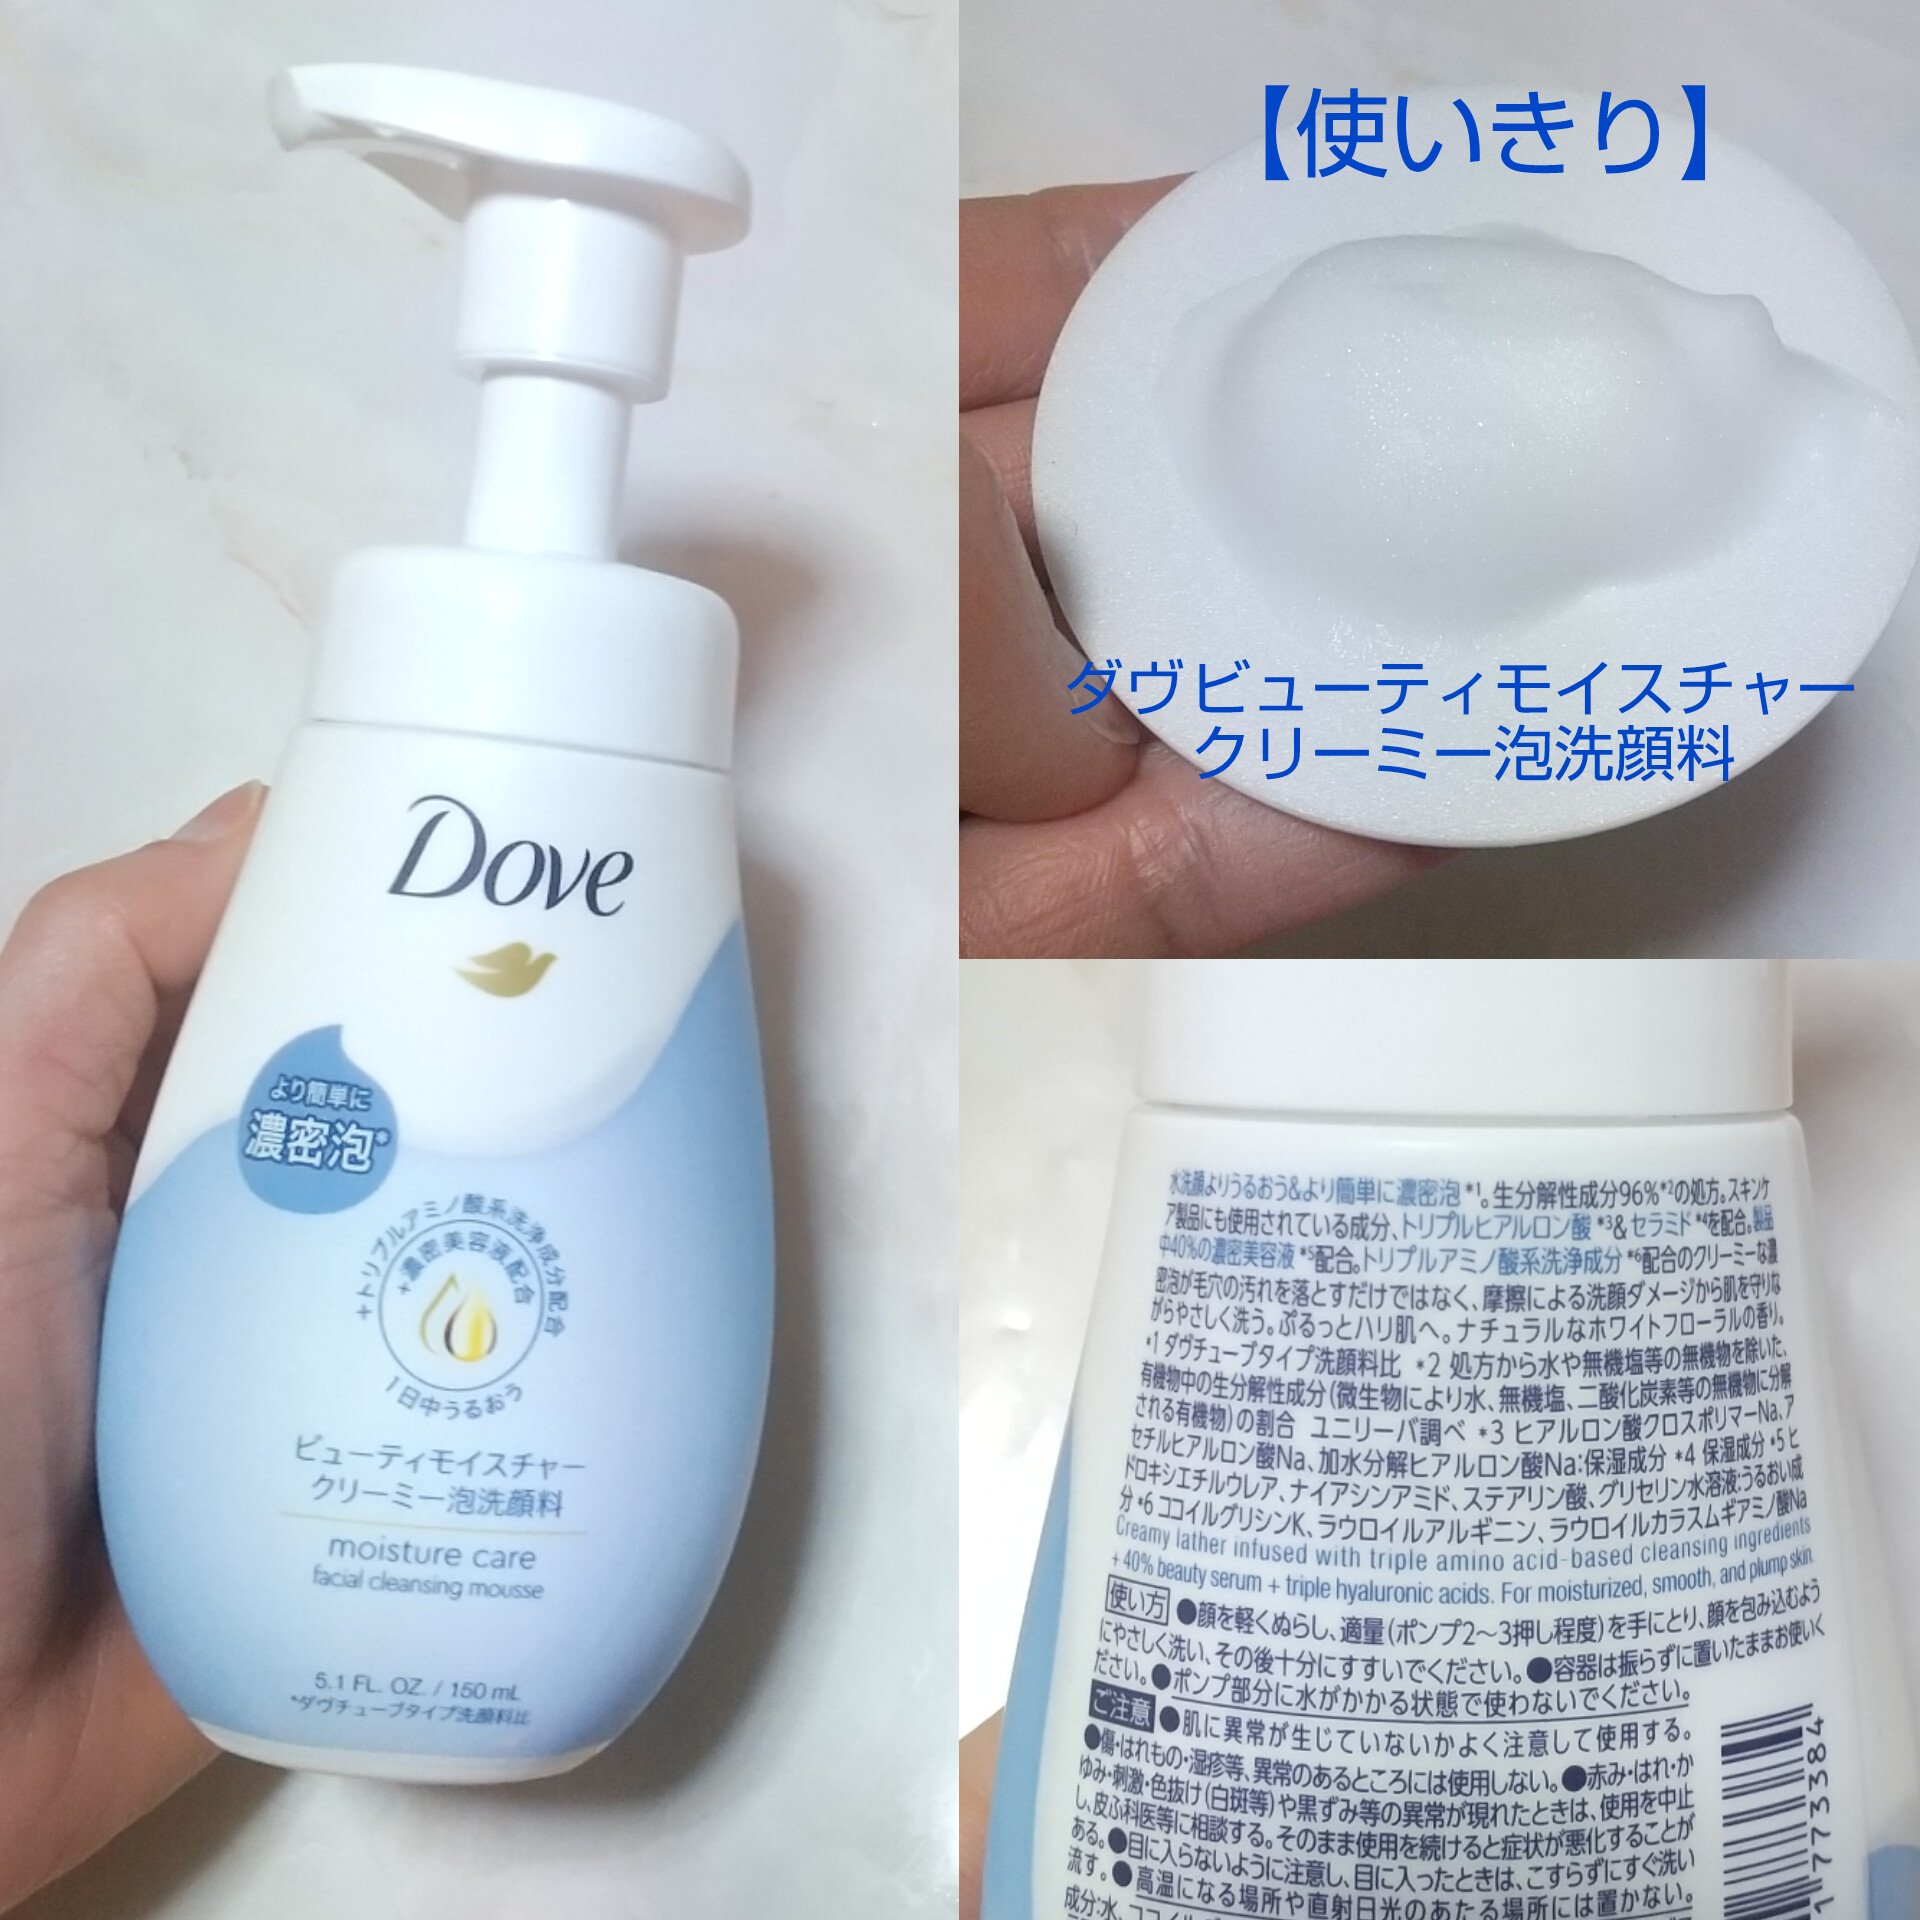 Dove
より簡単に
濃密泡*
+トリプルアミノ酸系洗浄成分配合
+濃密美容液配合
1日中うるおう
ビューティモイスチャー
クリーミー泡洗顔料
moisture care
facial cleansing mousse
5.1 FL. OZ. / 150 mL
*ダヴチューブタイプ洗顔料比
【使いきり】
ダヴビューティモイスチャー
クリーミー泡洗顔料
水洗顔よりうるおう&より簡単に濃密泡*1。生分解性成分96%*2の処方。スキンケ
ア製品にも使用されている成分、トリプルヒアルロン酸*3&セラミド*4を配合。製品
中40%の濃密美容液*5配合。トリプルアミノ酸系洗浄成分*6配合のクリーミーな濃
密泡が毛穴の汚れを落とすだけではなく、摩擦による洗顔ダメージから肌を守りな
がらやさしく洗う。ぷるっとハリ肌へ。ナチュラルなホワイトフローラルの香り。
*1 ダヴチューブタイプ洗顔料比 *2 処方から水や無機塩等の無機物を除いた、
有機物中の生分解性成分(微生物により水、無機塩、二酸化炭素等の無機物に分解
される有機物)の割合 ユニリーバ調べ *3 ヒアルロン酸クロスポリマーNa、ア
セチルヒアルロン酸Na、加水分解ヒアルロン酸Na:保湿成分 *4 保湿成分 *5 ヒ
ドロキシエチルウレア、ナイアシンアミド、ステアリン酸、グリセリン水溶液:うるおい成
分 *6 ココイルグリシンK、ラウロイルアルギニン、ラウロイルカラスムギアミノ酸Na
Creamy lather infused with triple amino acid-based cleansing ingredients
+ 40% beauty serum + triple hyaluronic acids. For moisturized, smooth, and plump skin.
使い方 ●顔を軽くぬらし、適量(ポンプ2~3押し程度)を手にとり、顔を包み込むよう
にやさしく洗い、その後十分にすすいでください。●容器は振らずに置いたままお使いく
ださい。●ポンプ部分に水がかかる状態で使わないでください。
ご注意 ●肌に異常が生じていないかよく注意して使用する。
●傷・はれもの・湿疹等、異常のあるところには使用しない。●赤み・はれ・か
ゆみ・刺激・色抜け(白斑等)や黒ずみ等の異常が現れたときは、使用を中止
し、皮ふ科医等に相談する。そのまま使用を続けると症状が悪化することが
ある。●目に入らないように注意し、目に入ったときは、こすらずにすぐ洗い
流す。●高温になる場所や直射日光のあたる場所には置かない。
成分:水、ココイルグ
1773384